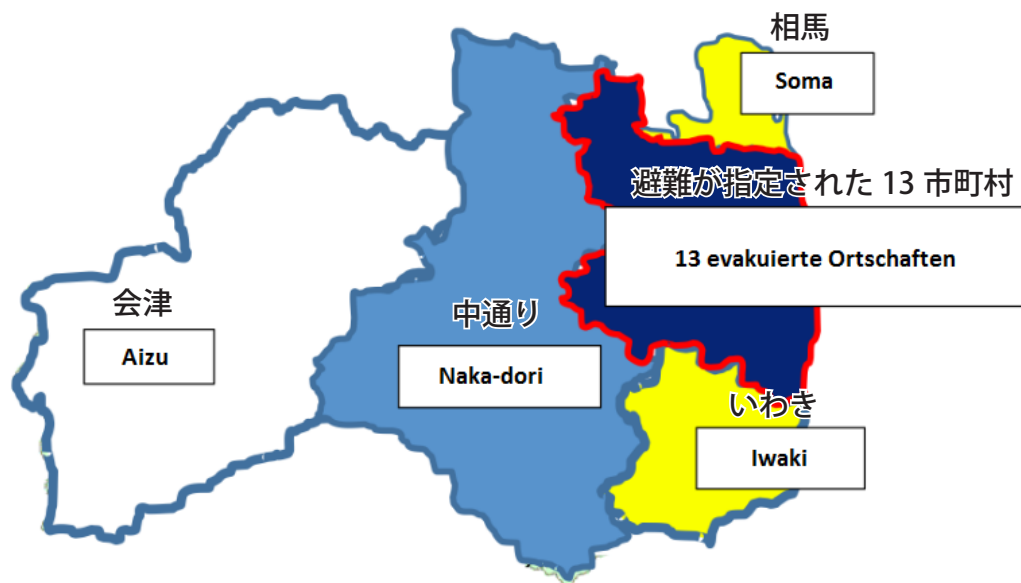 相馬
Soma
避難が指定された 13 市町村
13 evakuierte Ortschaften
会津
Aizu
中通り
Naka-dori
いわき
Iwaki